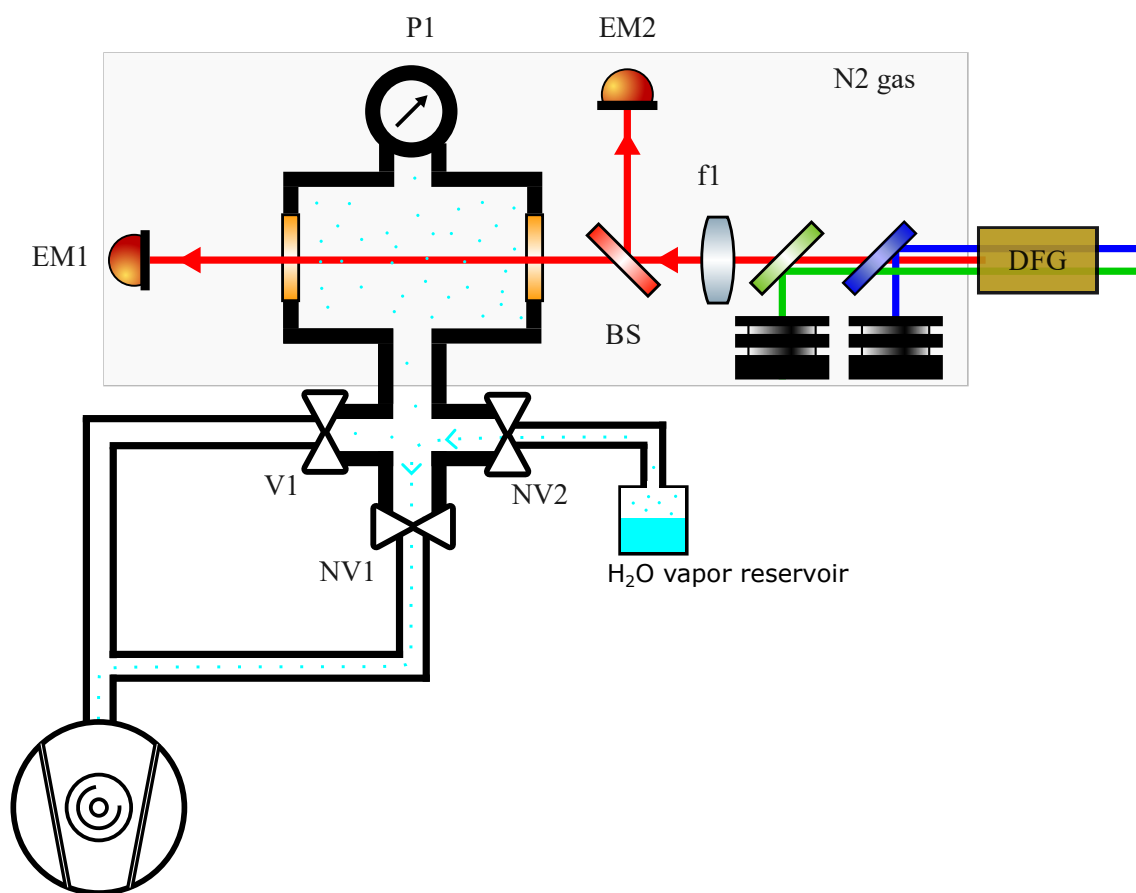 P1
EM2
N2 gas
f1
EM1
DFG
BS
V1
NV2
NV1
H₂O vapor reservoir